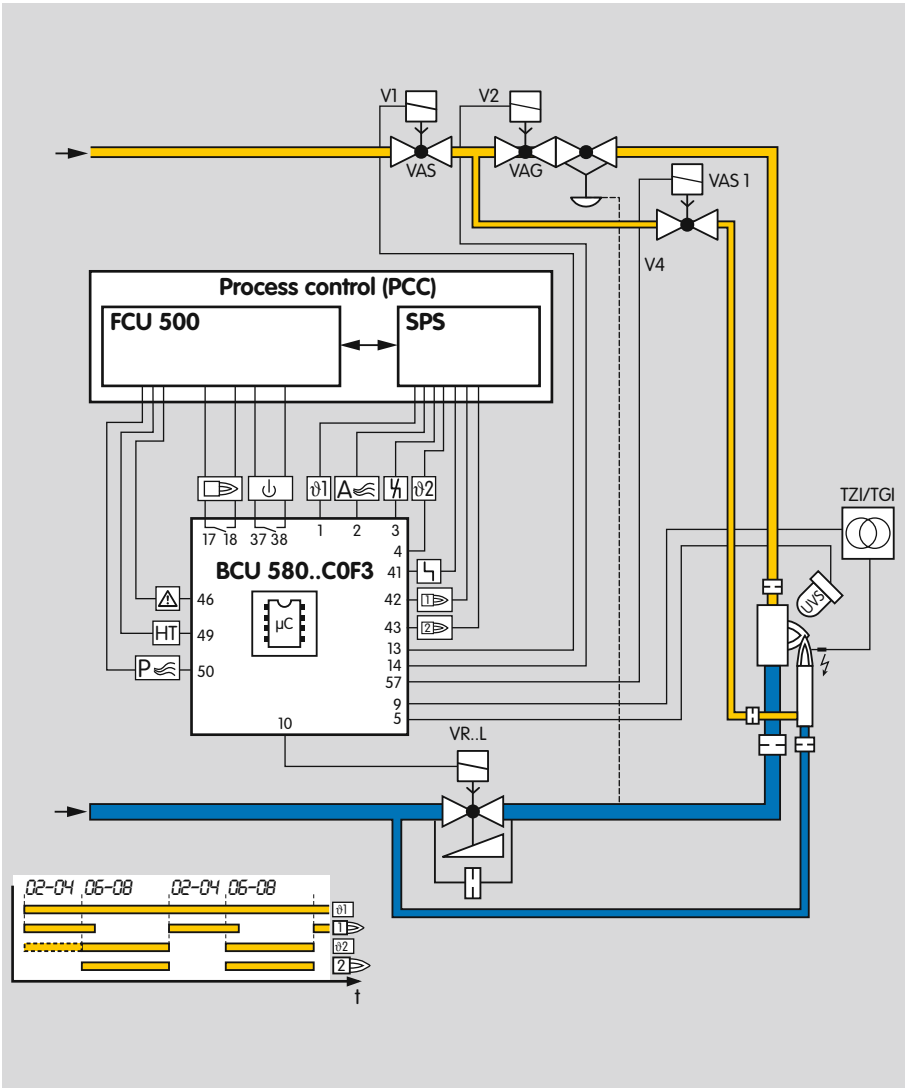 V1
V2
VAS
VAG
VAS 1
V4
Process control (PCC)
FCU 500
SPS
ϑ1
A
ϑ2
TZI/TGI
17 18
37 38
1
2
3
4
BCU 580..C0F3
41
42
1
43
2
46
µC
HT
49
P
50
13
14
57
9
5
10
UVS
VR..L
02-04 06-08 02-04 06-08
ϑ1
1
ϑ2
2
t